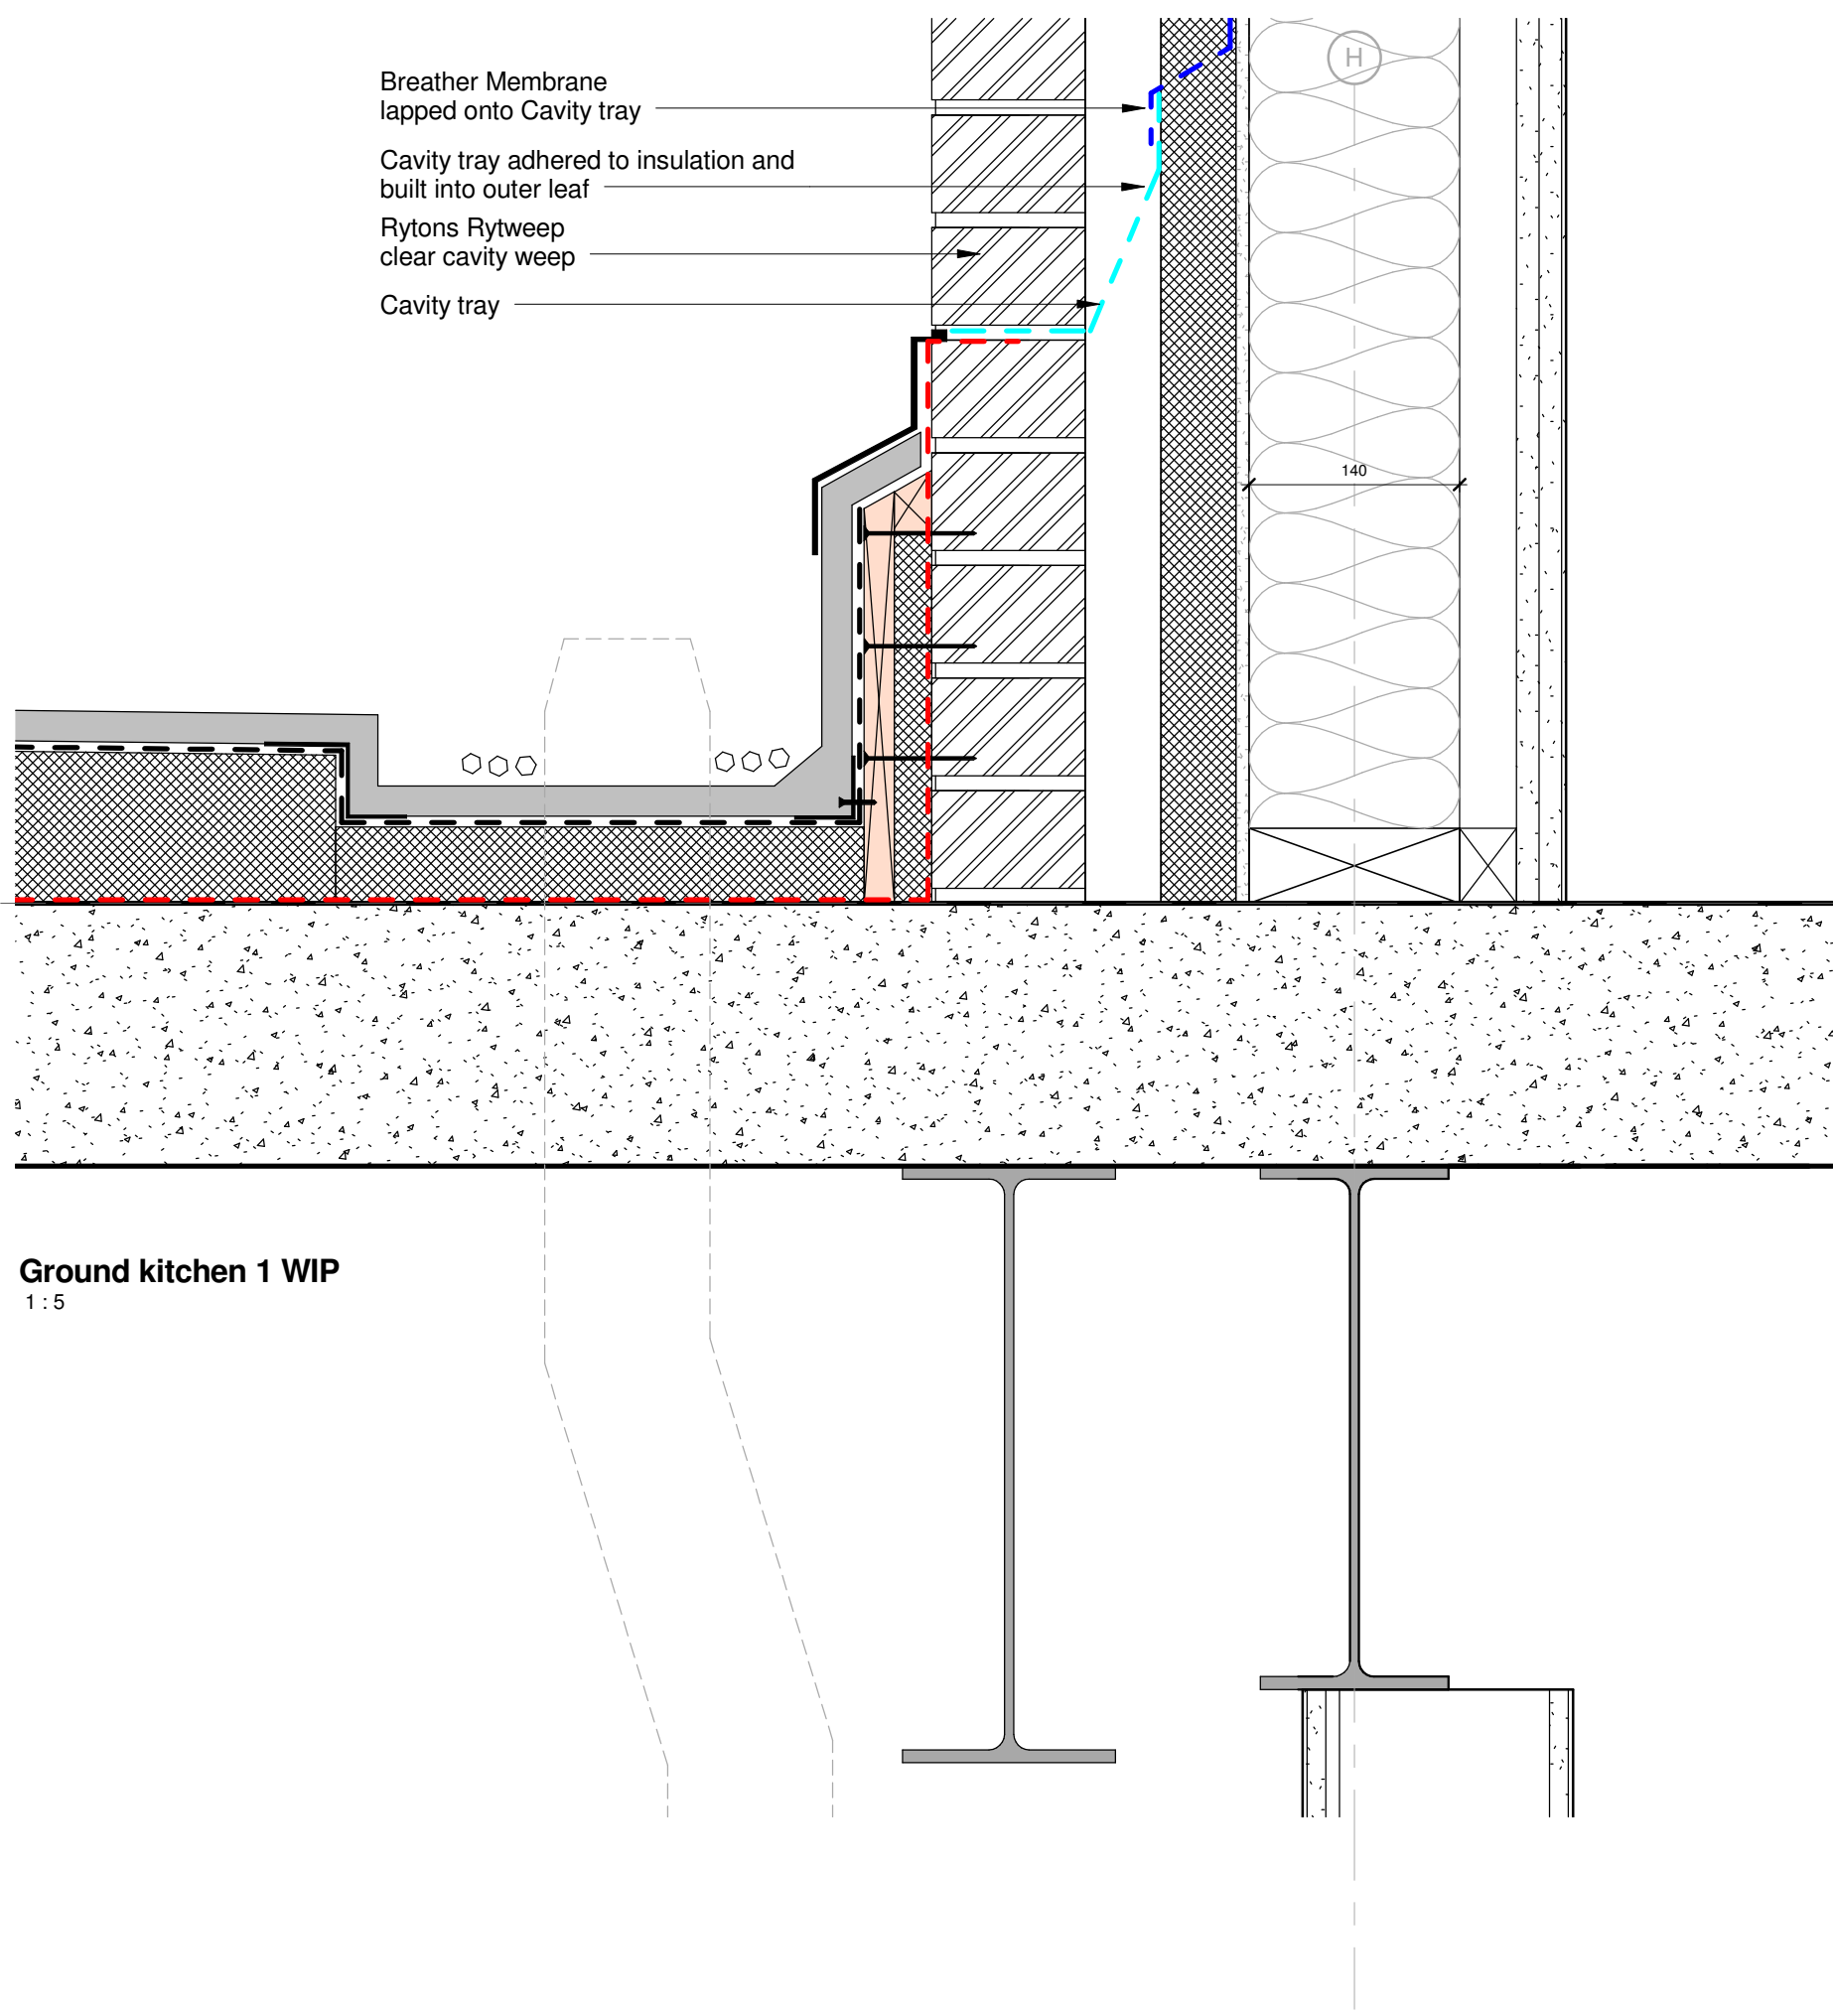 H
Breather Membrane
lapped onto Cavity tray
Cavity tray adhered to insulation and
built into outer leaf
Rytons Rytweep
clear cavity weep
Cavity tray
140
Ground kitchen 1 WIP
1 : 5